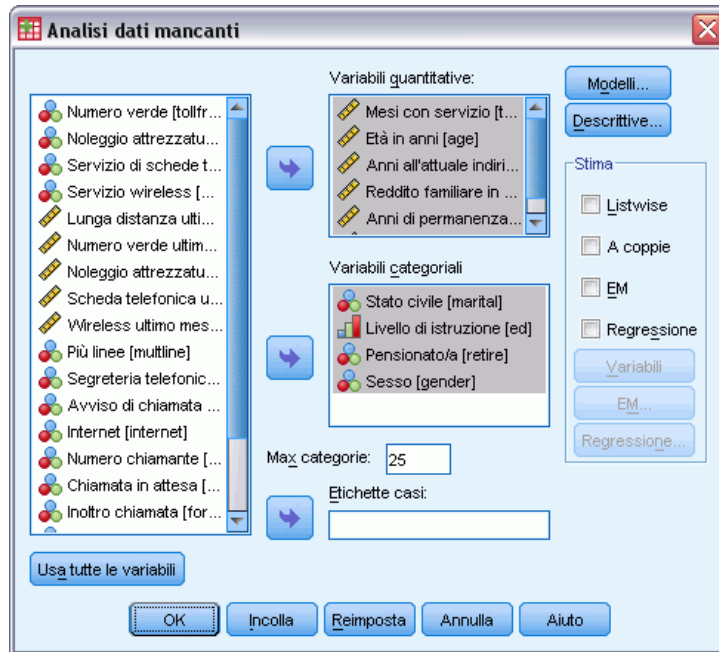 Analisi dati mancanti
Numero verde [tollfr...
Noleggio attrezzatu...
Servizio di schede t...
Servizio wireless [...
Lunga distanza ulti...
Numero verde ultim...
Noleggio attrezzatu...
Scheda telefonica u...
Wireless ultimo mes...
Più linee [multline]
Segreteria telefonic...
Avviso di chiamata ...
Internet [internet]
Numero chiamante [...
Chiamata in attesa [...
Inoltro chiamata [for...
Usa tutte le variabili
Variabili quantitative:
Mesi con servizio [t...
Età in anni [age]
Anni all'attuale indiri...
Reddito familiare in ...
Anni di permanenza...
Variabili categoriali
Stato civile [marital]
Livello di istruzione [ed]
Pensionato/a [retire]
Sesso [gender]
Max categorie: 25
Etichette casi:
Modelli...
Descrittive...
Stima
Listwise
A coppie
EM
Regressione
Variabili
EM...
Regressione...
OK
Incolla
Reimposta
Annulla
Aiuto